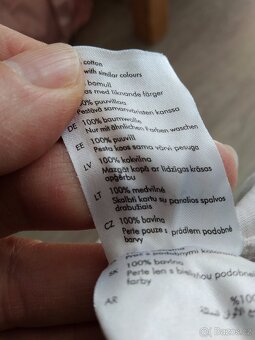 cotton
with similar colours
bomull
as med liknande färger
100% puuvillaa
Pestävä samanvärisen kanssa
DE 100% baumwolle
Nur mit ähnlichen Farben waschen
EE 100% puuvill
Pesta koos sama värvi pesuga
LV 100% kokvilna
Mazgāt kopā ar līdzīgas krāsas
apģērbu
LT 100% medvilnė
Skalbti kartu su panašios spalvos
drabužiais
CZ 100% bavlna
Perte pouze s prádlem podobné
barvy
SK 100% bavlna
Perte len s bielizňou podobnej
farby
AR